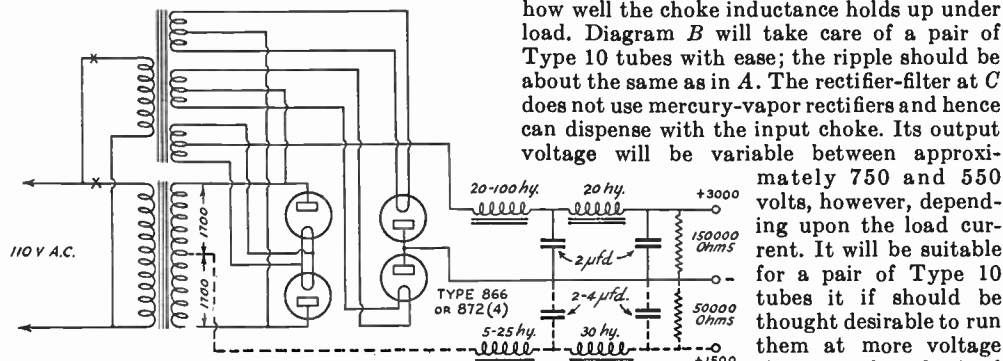 how well the choke inductance holds up under
load. Diagram B will take care of a pair of
Type 10 tubes with ease; the ripple should be
about the same as in A. The rectifier-filter at C
does not use mercury-vapor rectifiers and hence
can dispense with the input choke. Its output
voltage will be variable between approxi-
mately 750 and 550
volts, however, depend-
ing upon the load cur-
rent. It will be suitable
for a pair of Type 10
tubes it if should be
thought desirable to run
them at more voltage
110 V A.C.
1700
1700
TYPE 866
OR 872 (4)
20-100 hy.
20 hy.
2 µfd.
2-4 µfd.
5-25 hy.
30 hy.
+3000
150000
Ohms
-
50000
Ohms
+1500